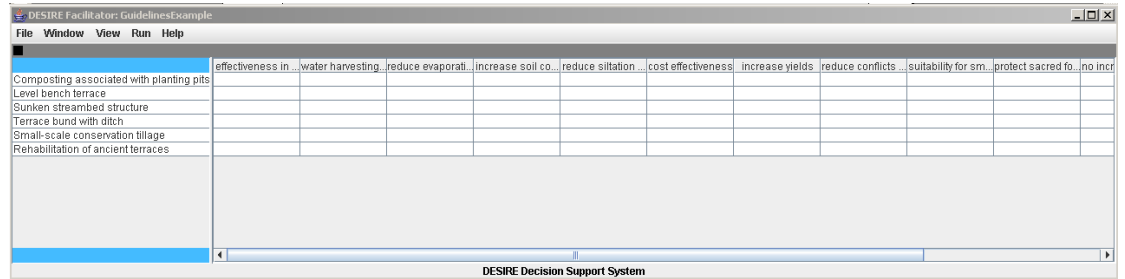 DESIRE Facilitator: GuidelinesExample
File Window View Run Help
effectiveness in ... water harvesting... reduce evaporati... increase soil co... reduce siltation ... cost effectiveness increase yields reduce conflicts ... suitability for sm... protect sacred fo... no incr
Composting associated with planting pits
Level bench terrace
Sunken streambed structure
Terrace bund with ditch
Small-scale conservation tillage
Rehabilitation of ancient terraces
DESIRE Decision Support System